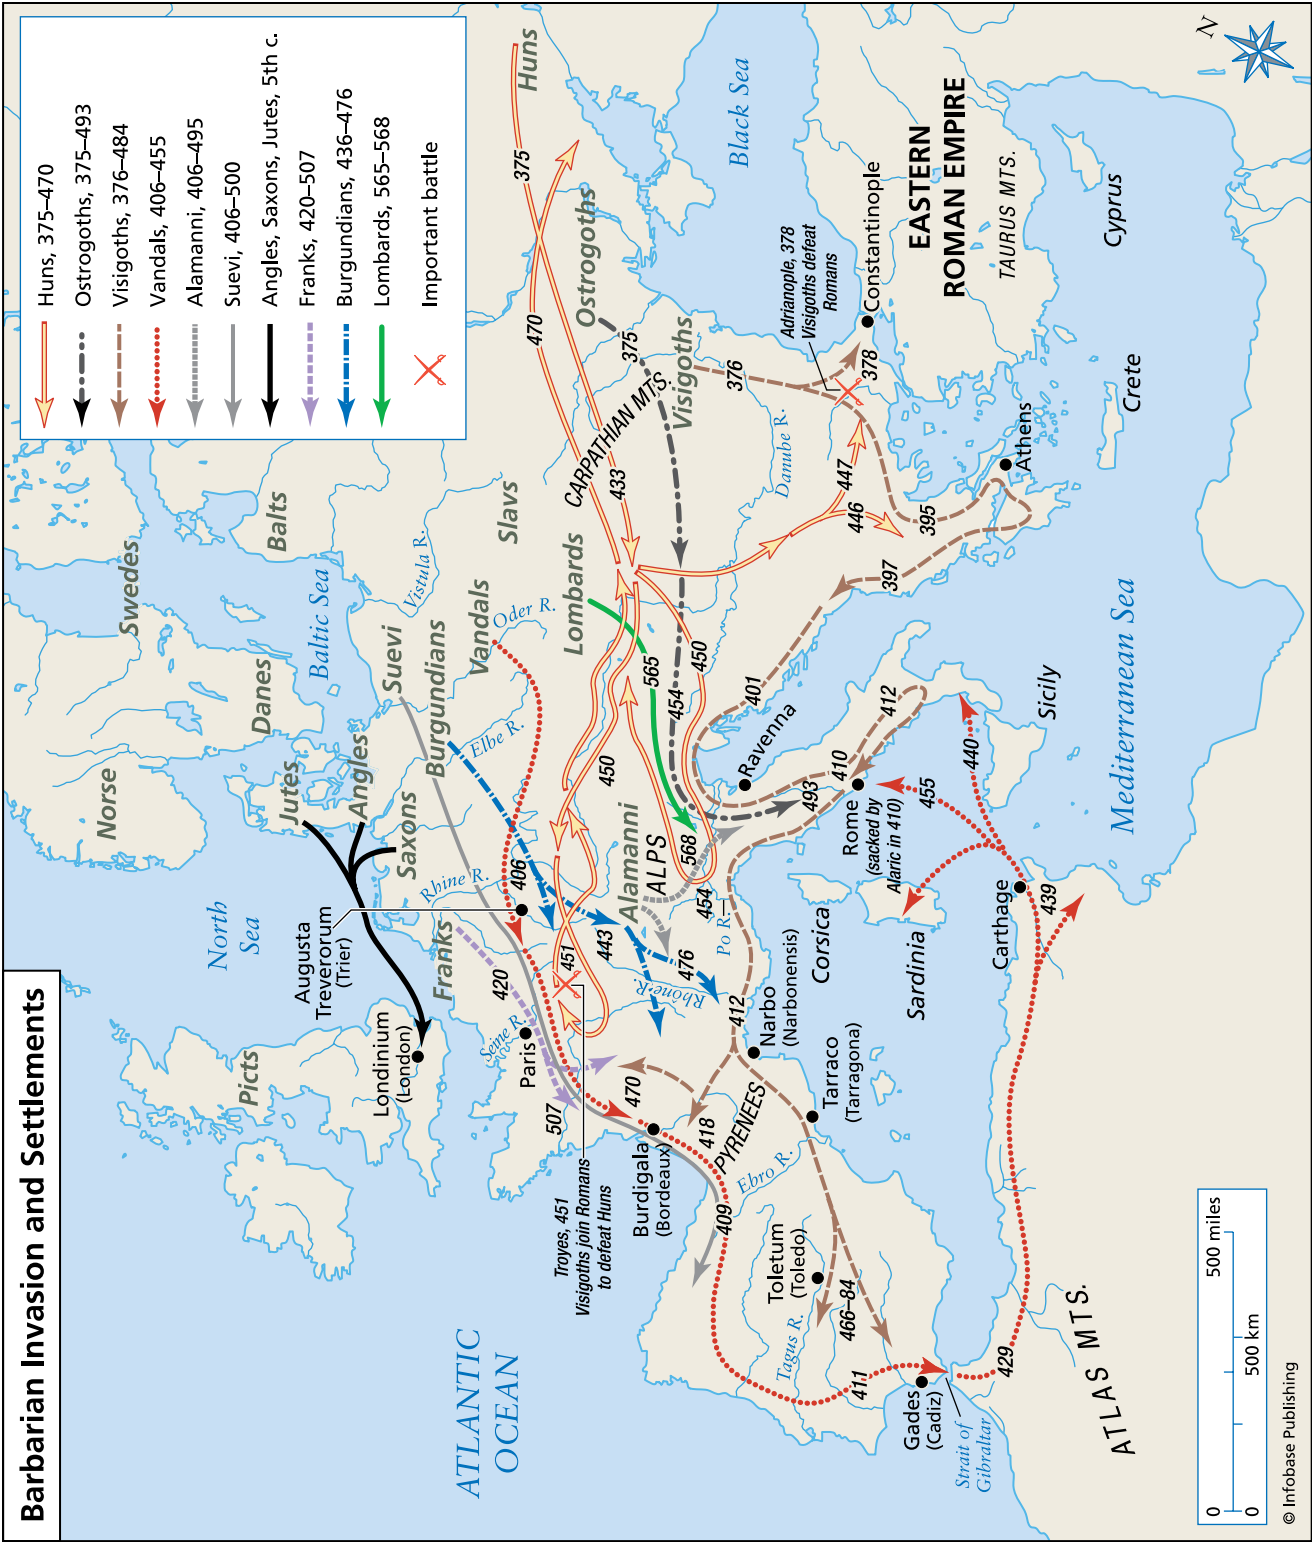 Barbarian Invasion and Settlements
Huns, 375–470
Ostrogoths, 375–493
Visigoths, 376–484
Vandals, 406–455
Alamanni, 406–495
Suevi, 406–500
Angles, Saxons, Jutes, 5th c.
Franks, 420–507
Burgundians, 436–476
Lombards, 565–568
Important battle
N
Norse
Swedes
Danes
Balts
Baltic Sea
Jutes
Angles
Saxons
North
Sea
Picts
Londinium
(London)
Augusta
Treverorum
(Trier)
Franks
Suevi
Burgundians
Vandals
Slavs
Lombards
Huns
Ostrogoths
Visigoths
Alamanni
Vistula R.
Oder R.
Elbe R.
Rhine R.
Seine R.
Rhône R.
Po R.
Danube R.
Ebro R.
Tagus R.
CARPATHIAN MTS.
ALPS
PYRENEES
ATLAS MTS.
TAURUS MTS.
Black Sea
EASTERN
ROMAN EMPIRE
Constantinople
Adrianople, 378
Visigoths defeat
Romans
Athens
Crete
Cyprus
Mediterranean Sea
Sicily
Ravenna
Rome
(sacked by
Alaric in 410)
Corsica
Sardinia
Carthage
Narbo
(Narbonensis)
Tarraco
(Tarragona)
Paris
Troyes, 451
Visigoths join Romans
to defeat Huns
Burdigala
(Bordeaux)
Toletum
(Toledo)
Gades
(Cadiz)
Strait of
Gibraltar
ATLANTIC
OCEAN
375
470
375
376
378
433
447
446
395
397
401
450
454
565
450
568
454
493
410
412
440
455
439
406
420
451
443
476
412
470
507
418
409
466–84
411
429
0
500 miles
0
500 km
© Infobase Publishing